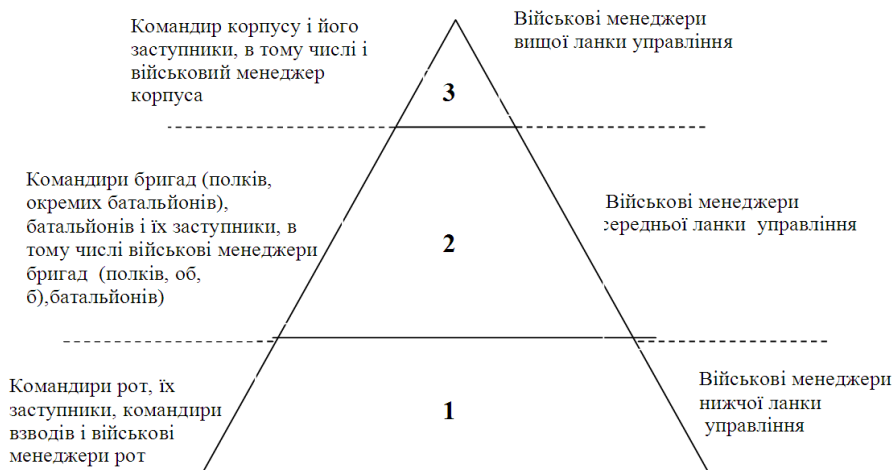 Командир корпусу і його
заступники, в тому числі і
військовий менеджер
корпуса
Військові менеджери
вищої ланки управління
3
Командири бригад (полків,
окремих батальйонів),
батальйонів і їх заступники, в
тому числі військові менеджери
бригад (полків, об,
б),батальйонів)
2
Військові менеджери
середньої ланки управління
Командири рот, їх
заступники, командири
взводів і військові
менеджери рот
1
Військові менеджери
нижчої ланки
управління